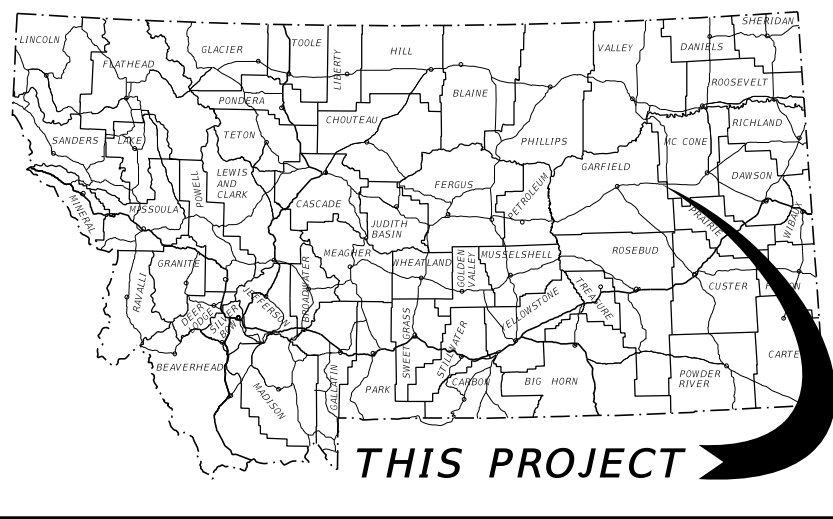 SHERIDAN
LINCOLN
FLATHEAD
GLACIER
TOOLE
LIBERTY
HILL
BLAINE
VALLEY
DANIELS
ROOSEVELT
PONDERA
CHOUTEAU
PHILLIPS
RICHLAND
SANDERS
LAKE
TETON
MC CONE
GARFIELD
DAWSON
LEWIS
AND
CLARK
POWELL
CASCADE
FERGUS
PETROLEUM
MINERAL
MISSOULA
JUDITH
BASIN
PRAIRIE
WIBAUX
GRANITE
MEAGHER
WHEATLAND
GOLDEN
VALLEY
MUSSELSHELL
ROSEBUD
RAVALLI
BROADWATER
JEFFERSON
DEER
LODGE
SILVER
BOW
TREASURE
CUSTER
YELLOWSTONE
SWEET GRASS
STILLWATER
BEAVERHEAD
MADISON
GALLATIN
PARK
CARBON
BIG HORN
POWDER
RIVER
THIS PROJECT